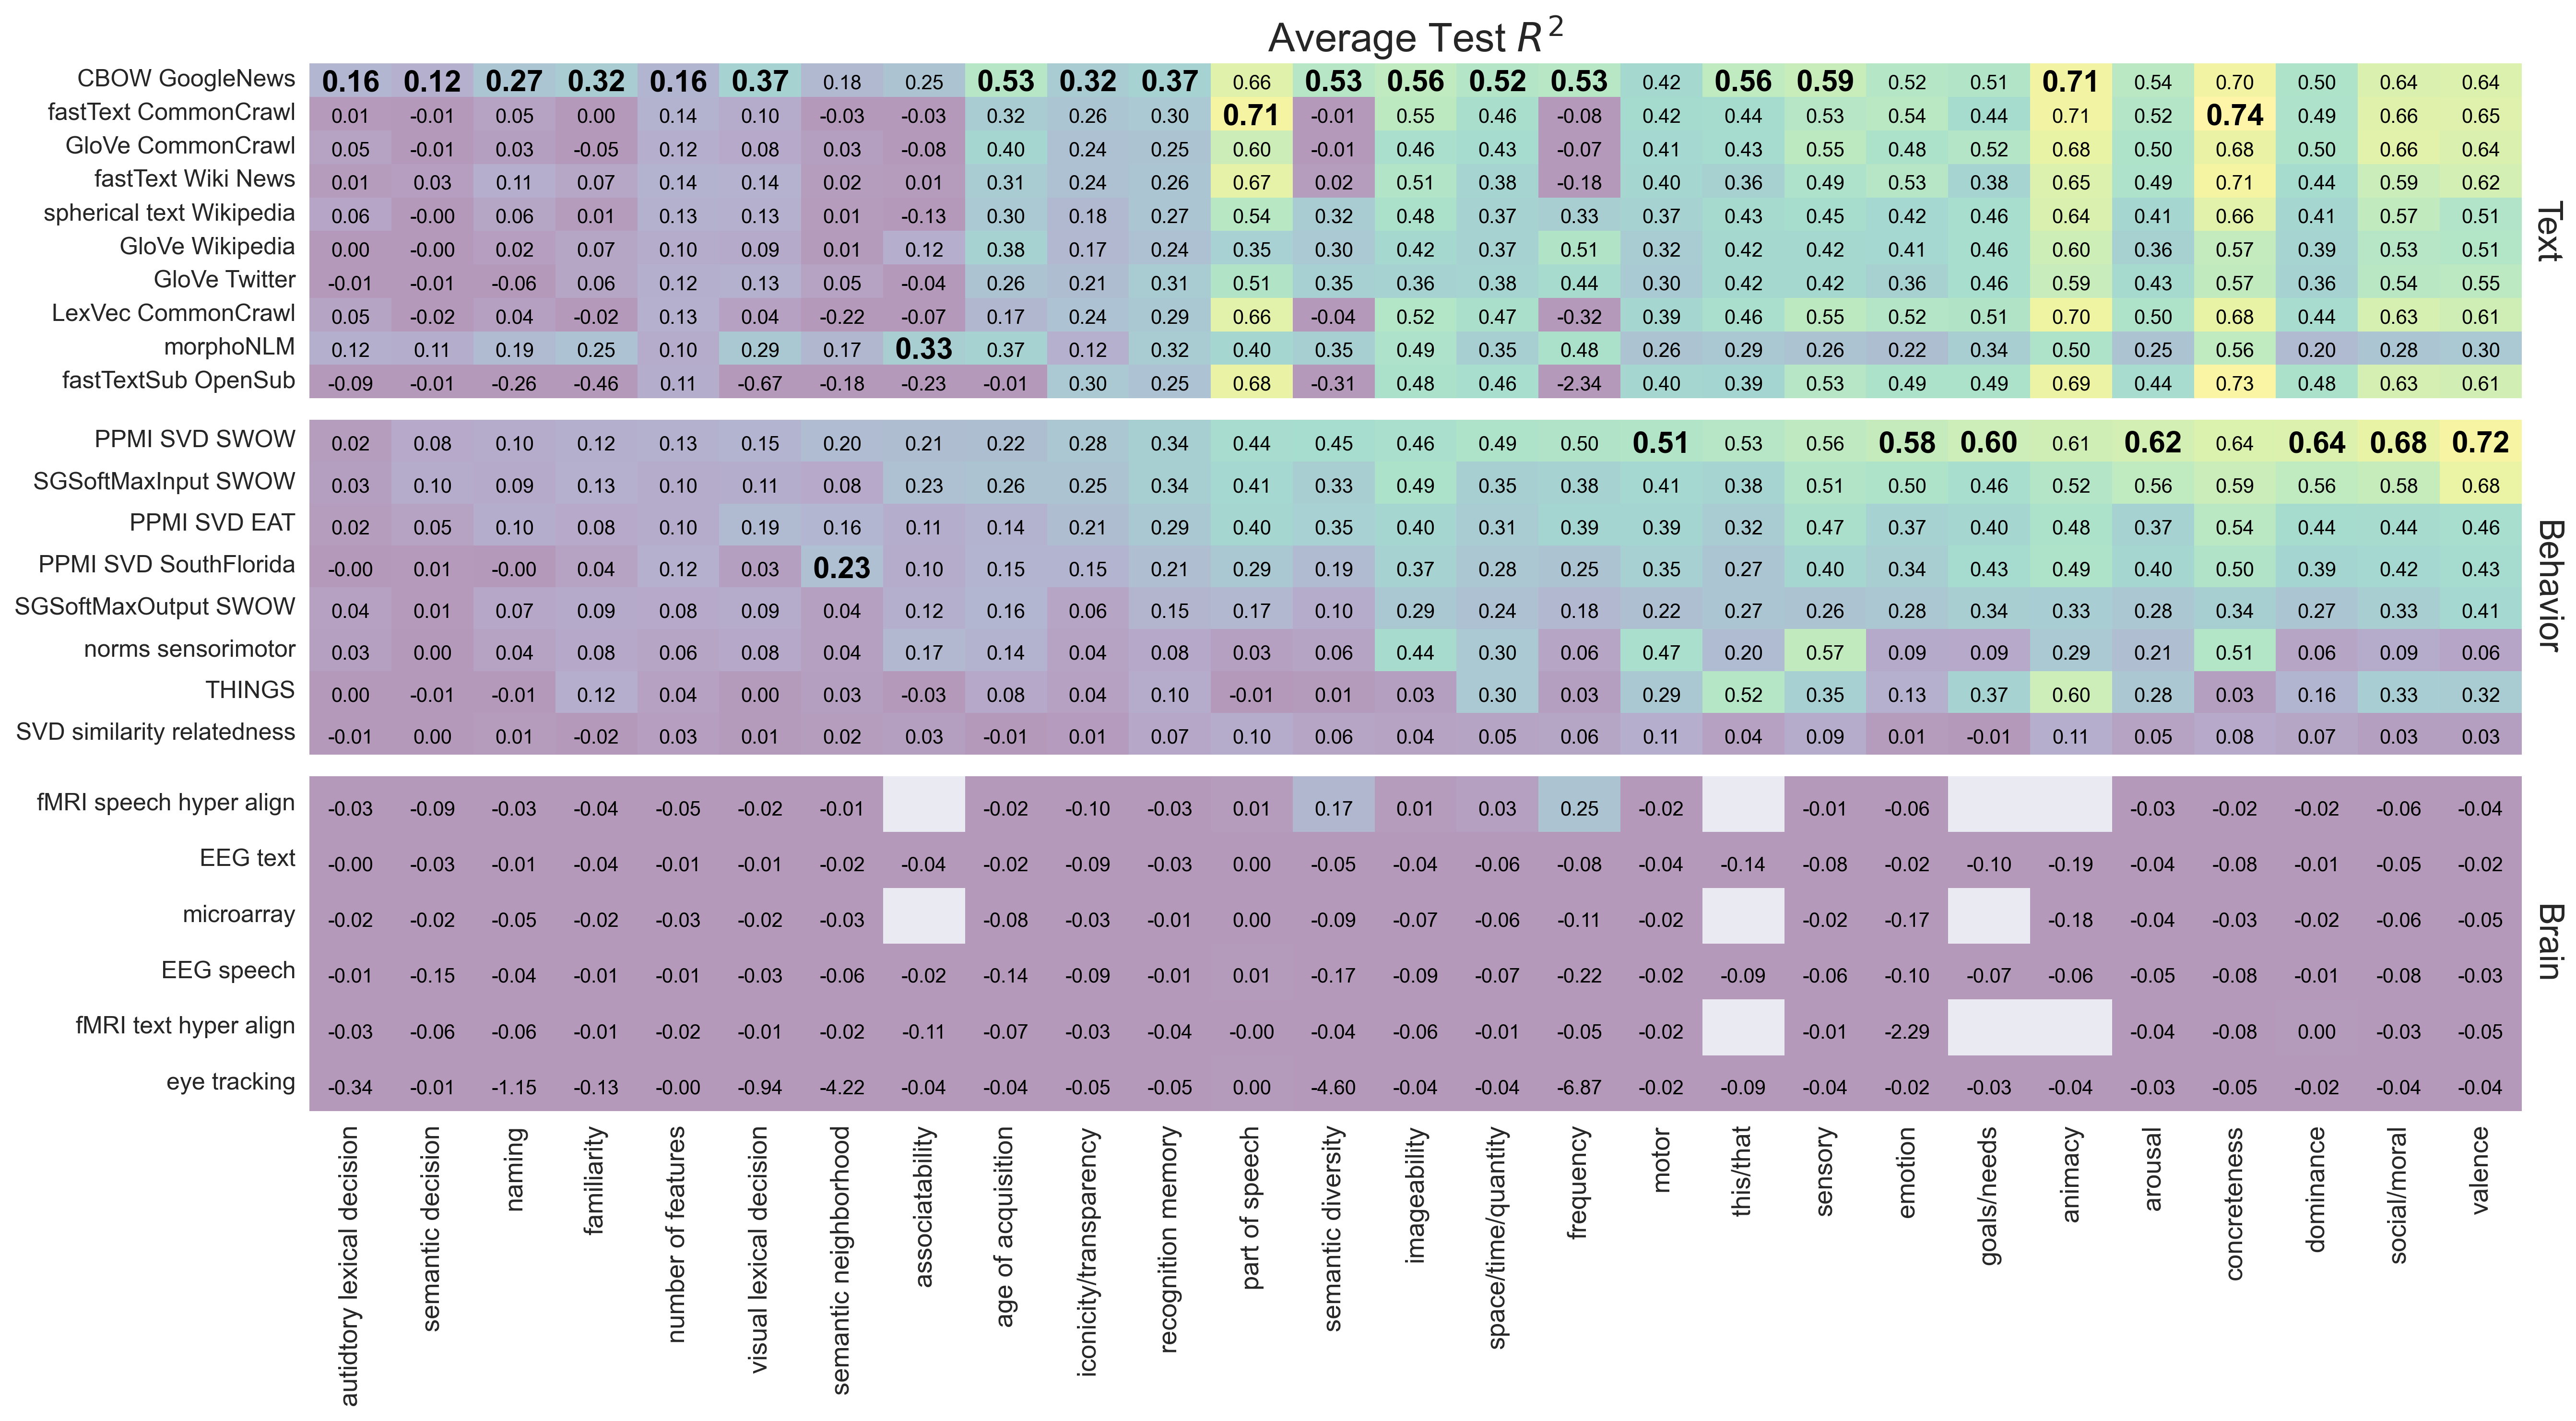 Average Test R²
CBOW GoogleNews 0.16 0.12 0.27 0.32 0.16 0.37 0.18 0.25 0.53 0.32 0.37 0.66 0.53 0.56 0.52 0.53 0.42 0.56 0.59 0.52 0.51 0.71 0.54 0.70 0.50 0.64 0.64
fastText CommonCrawl 0.01 -0.01 0.05 0.00 0.14 0.10 -0.03 -0.03 0.32 0.26 0.30 0.71 -0.01 0.55 0.46 -0.08 0.42 0.44 0.53 0.54 0.44 0.71 0.52 0.74 0.49 0.66 0.65
GloVe CommonCrawl 0.05 -0.01 0.03 -0.05 0.12 0.08 0.03 -0.08 0.40 0.24 0.25 0.60 -0.01 0.46 0.43 -0.07 0.41 0.43 0.55 0.48 0.52 0.68 0.50 0.68 0.50 0.66 0.64
fastText Wiki News 0.01 0.03 0.11 0.07 0.14 0.14 0.02 0.01 0.31 0.24 0.26 0.67 0.02 0.51 0.38 -0.18 0.40 0.36 0.49 0.53 0.38 0.65 0.49 0.71 0.44 0.59 0.62
spherical text Wikipedia 0.06 -0.00 0.06 0.01 0.13 0.13 0.01 -0.13 0.30 0.18 0.27 0.54 0.32 0.48 0.37 0.33 0.37 0.43 0.45 0.42 0.46 0.64 0.41 0.66 0.41 0.57 0.51
GloVe Wikipedia 0.00 -0.00 0.02 0.07 0.10 0.09 0.01 0.12 0.38 0.17 0.24 0.35 0.30 0.42 0.37 0.51 0.32 0.42 0.42 0.41 0.46 0.60 0.36 0.57 0.39 0.53 0.51
GloVe Twitter -0.01 -0.01 -0.06 0.06 0.12 0.13 0.05 -0.04 0.26 0.21 0.31 0.51 0.35 0.36 0.38 0.44 0.30 0.42 0.42 0.36 0.46 0.59 0.43 0.57 0.36 0.54 0.55
LexVec CommonCrawl 0.05 -0.02 0.04 -0.02 0.13 0.04 -0.22 -0.07 0.17 0.24 0.29 0.66 -0.04 0.52 0.47 -0.32 0.39 0.46 0.55 0.52 0.51 0.70 0.50 0.68 0.44 0.63 0.61
morphoNLM 0.12 0.11 0.19 0.25 0.10 0.29 0.17 0.33 0.37 0.12 0.32 0.40 0.35 0.49 0.35 0.48 0.26 0.29 0.26 0.22 0.34 0.50 0.25 0.56 0.20 0.28 0.30
fastTextSub OpenSub -0.09 -0.01 -0.26 -0.46 0.11 -0.67 -0.18 -0.23 -0.01 0.30 0.25 0.68 -0.31 0.48 0.46 -2.34 0.40 0.39 0.53 0.49 0.49 0.69 0.44 0.73 0.48 0.63 0.61
Text
PPMI SVD SWOW 0.02 0.08 0.10 0.12 0.13 0.15 0.20 0.21 0.22 0.28 0.34 0.44 0.45 0.46 0.49 0.50 0.51 0.53 0.56 0.58 0.60 0.61 0.62 0.64 0.64 0.68 0.72
SGSoftMaxInput SWOW 0.03 0.10 0.09 0.13 0.10 0.11 0.08 0.23 0.26 0.25 0.34 0.41 0.33 0.49 0.35 0.38 0.41 0.38 0.51 0.50 0.46 0.52 0.56 0.59 0.56 0.58 0.68
PPMI SVD EAT 0.02 0.05 0.10 0.08 0.10 0.19 0.16 0.11 0.14 0.21 0.29 0.40 0.35 0.40 0.31 0.39 0.39 0.32 0.47 0.37 0.40 0.48 0.37 0.54 0.44 0.44 0.46
PPMI SVD SouthFlorida -0.00 0.01 -0.00 0.04 0.12 0.03 0.23 0.10 0.15 0.15 0.21 0.29 0.19 0.37 0.28 0.25 0.35 0.27 0.40 0.34 0.43 0.49 0.40 0.50 0.39 0.42 0.43
SGSoftMaxOutput SWOW 0.04 0.01 0.07 0.09 0.08 0.09 0.04 0.12 0.16 0.06 0.15 0.17 0.10 0.29 0.24 0.18 0.22 0.27 0.26 0.28 0.34 0.33 0.28 0.34 0.27 0.33 0.41
norms sensorimotor 0.03 0.00 0.04 0.08 0.06 0.08 0.04 0.17 0.14 0.04 0.08 0.03 0.06 0.44 0.30 0.06 0.47 0.20 0.57 0.09 0.09 0.29 0.21 0.51 0.06 0.09 0.06
THINGS 0.00 -0.01 -0.01 0.12 0.04 0.00 0.03 -0.03 0.08 0.04 0.10 -0.01 0.01 0.03 0.30 0.03 0.29 0.52 0.35 0.13 0.37 0.60 0.28 0.03 0.16 0.33 0.32
SVD similarity relatedness -0.01 0.00 0.01 -0.02 0.03 0.01 0.02 0.03 -0.01 0.01 0.07 0.10 0.06 0.04 0.05 0.06 0.11 0.04 0.09 0.01 -0.01 0.11 0.05 0.08 0.07 0.03 0.03
Behavior
fMRI speech hyper align -0.03 -0.09 -0.03 -0.04 -0.05 -0.02 -0.01 -0.02 -0.10 -0.03 0.01 0.17 0.01 0.03 0.25 -0.02 -0.01 -0.06 -0.03 -0.02 -0.02 -0.06 -0.04
EEG text -0.00 -0.03 -0.01 -0.04 -0.01 -0.01 -0.02 -0.04 -0.02 -0.09 -0.03 0.00 -0.05 -0.04 -0.06 -0.08 -0.04 -0.14 -0.08 -0.02 -0.10 -0.19 -0.04 -0.08 -0.01 -0.05 -0.02
microarray -0.02 -0.02 -0.05 -0.02 -0.03 -0.02 -0.03 -0.08 -0.03 -0.01 0.00 -0.09 -0.07 -0.06 -0.11 -0.02 -0.02 -0.17 -0.18 -0.04 -0.03 -0.02 -0.06 -0.05
EEG speech -0.01 -0.15 -0.04 -0.01 -0.01 -0.03 -0.06 -0.02 -0.14 -0.09 -0.01 0.01 -0.17 -0.09 -0.07 -0.22 -0.02 -0.09 -0.06 -0.10 -0.07 -0.06 -0.05 -0.08 -0.01 -0.08 -0.03
fMRI text hyper align -0.03 -0.06 -0.06 -0.01 -0.02 -0.01 -0.02 -0.11 -0.07 -0.03 -0.04 -0.00 -0.04 -0.06 -0.01 -0.05 -0.02 -0.01 -2.29 -0.04 -0.08 0.00 -0.03 -0.05
eye tracking -0.34 -0.01 -1.15 -0.13 -0.00 -0.94 -4.22 -0.04 -0.04 -0.05 -0.05 0.00 -4.60 -0.04 -0.04 -6.87 -0.02 -0.09 -0.04 -0.02 -0.03 -0.04 -0.03 -0.05 -0.02 -0.04 -0.04
Brain
autidtory lexical decision
semantic decision
naming
familiarity
number of features
visual lexical decision
semantic neighborhood
associatability
age of acquisition
iconicity/transparency
recognition memory
part of speech
semantic diversity
imageability
space/time/quantity
frequency
motor
this/that
sensory
emotion
goals/needs
animacy
arousal
concreteness
dominance
social/moral
valence